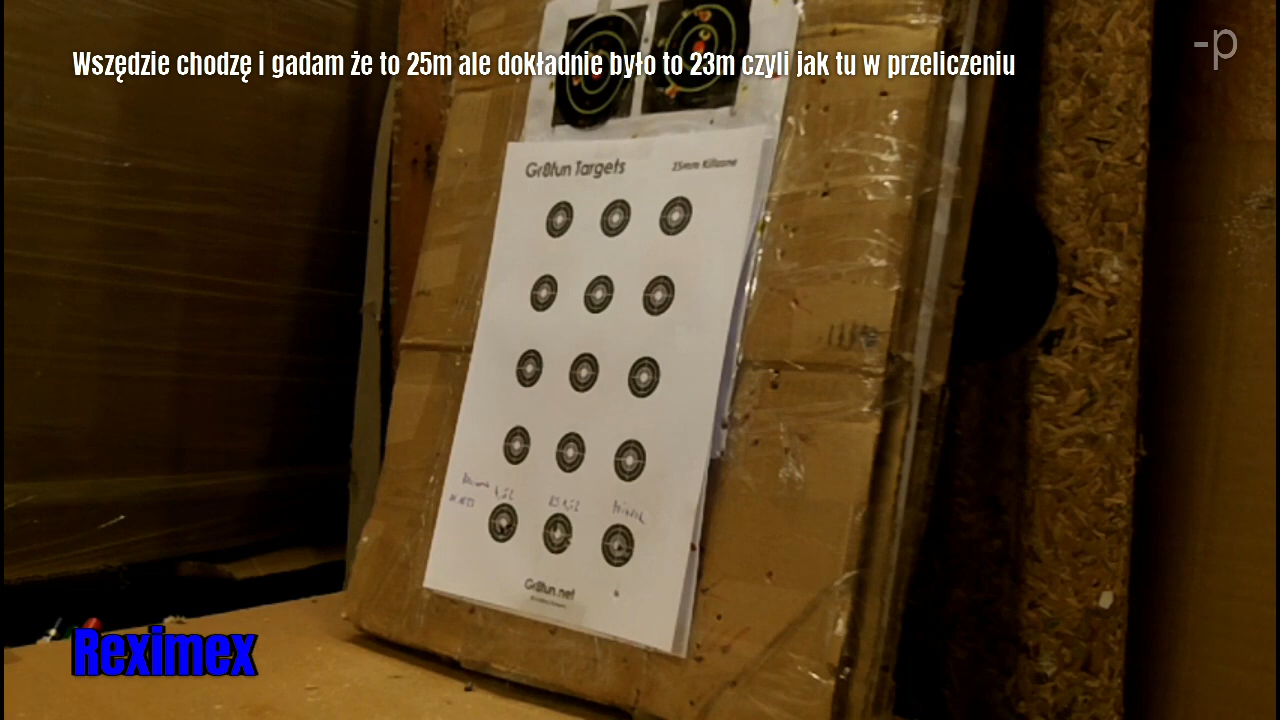 Wszędzie chodzę i gadam że to 25m ale dokładnie było to 23m czyli jak tu w przeliczeniu
-p
Gr8fun Targets
25mm Killzone
Gr8fun.net
Reximex